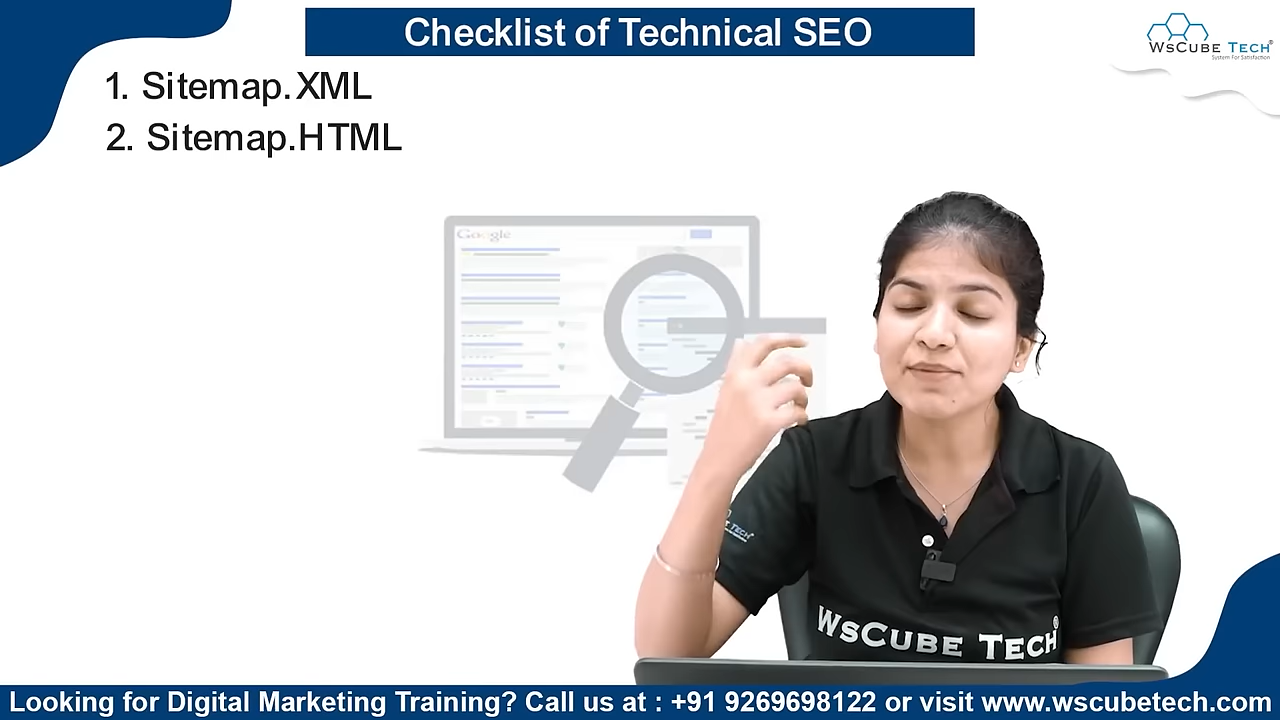 Checklist of Technical SEO
WsCube Tech®
System For Satisfaction
1. Sitemap.XML
2. Sitemap.HTML
Google
TECH
WsCube Tech®
Looking for Digital Marketing Training? Call us at : +91 9269698122 or visit www.wscubetech.com